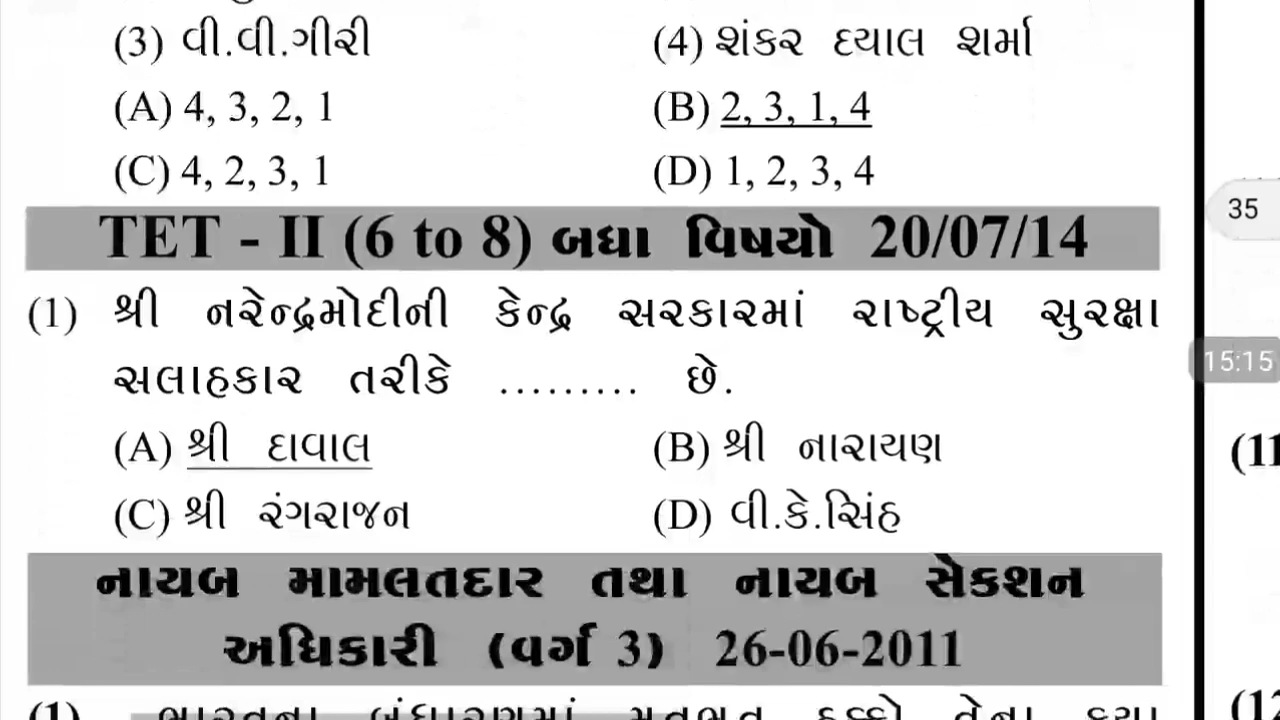 (3) વી.વી.ગીરી (4) શંકર દયાલ શર્મા
(A) 4, 3, 2, 1 (B) 2, 3, 1, 4
(C) 4, 2, 3, 1 (D) 1, 2, 3, 4
TET - II (6 to 8) બધા વિષયો 20/07/14
35
(1) શ્રી નરેન્દ્રમોદીની કેન્દ્ર સરકારમાં રાષ્ટ્રીય સુરક્ષા
સલાહકાર તરીકે ......... છે.
15:15
(A) શ્રી દાવાલ (B) શ્રી નારાયણ
(11
(C) શ્રી રંગરાજન (D) વી.કે.સિંહ
નાયબ મામલતદાર તથા નાયબ સેકશન
અધિકારી (વર્ગ 3) 26-06-2011
(1) ભારતના બંધારણમાં